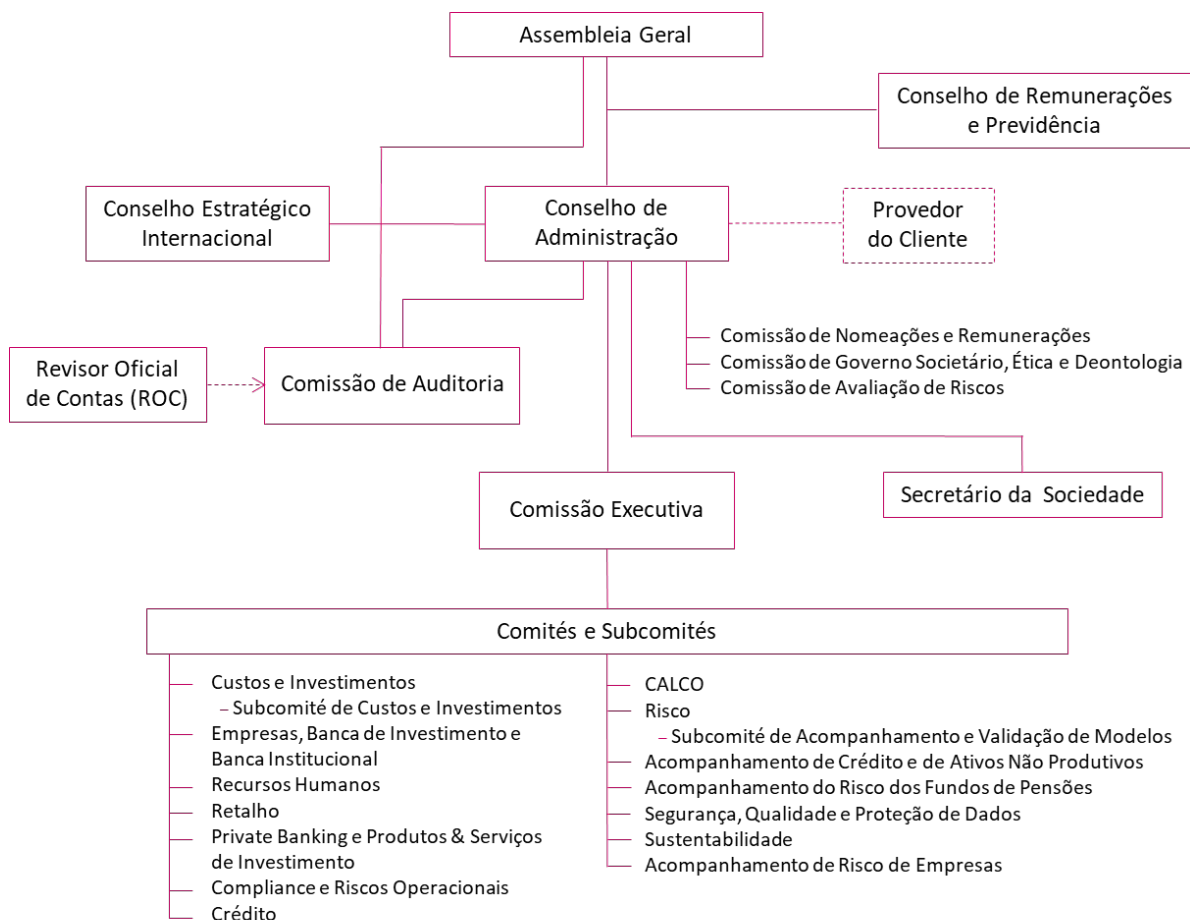 Assembleia Geral
Conselho de Remunerações
e Previdência
Conselho Estratégico
Internacional
Conselho de
Administração
Provedor
do Cliente
Comissão de Nomeações e Remunerações
Comissão de Governo Societário, Ética e Deontologia
Comissão de Avaliação de Riscos
Revisor Oficial
de Contas (ROC)
Comissão de Auditoria
Comissão Executiva
Secretário da Sociedade
Comités e Subcomités
Custos e Investimentos
– Subcomité de Custos e Investimentos
Empresas, Banca de Investimento e
Banca Institucional
Recursos Humanos
Retalho
Private Banking e Produtos & Serviços
de Investimento
Compliance e Riscos Operacionais
Crédito
CALCO
Risco
– Subcomité de Acompanhamento e Validação de Modelos
Acompanhamento de Crédito e de Ativos Não Produtivos
Acompanhamento do Risco dos Fundos de Pensões
Segurança, Qualidade e Proteção de Dados
Sustentabilidade
Acompanhamento de Risco de Empresas